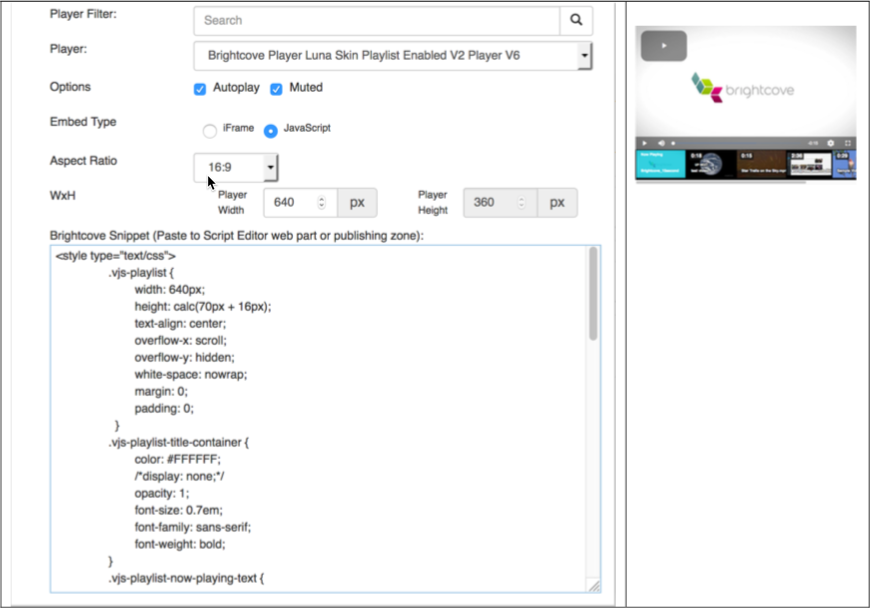 Player Filter:
Search
Player:
Brightcove Player Luna Skin Playlist Enabled V2 Player V6
Options
Autoplay
Muted
Embed Type
iFrame
JavaScript
Aspect Ratio
16:9
WxH
Player Width
640
px
Player Height
360
px
Brightcove Snippet (Paste to Script Editor web part or publishing zone):
<style type="text/css">
.vjs-playlist {
width: 640px;
height: calc(70px + 16px);
text-align: center;
overflow-x: scroll;
overflow-y: hidden;
white-space: nowrap;
margin: 0;
padding: 0;
}
.vjs-playlist-title-container {
color: #FFFFFF;
/*display: none;*/
opacity: 1;
font-size: 0.7em;
font-family: sans-serif;
font-weight: bold;
}
.vjs-playlist-now-playing-text {
brightcove